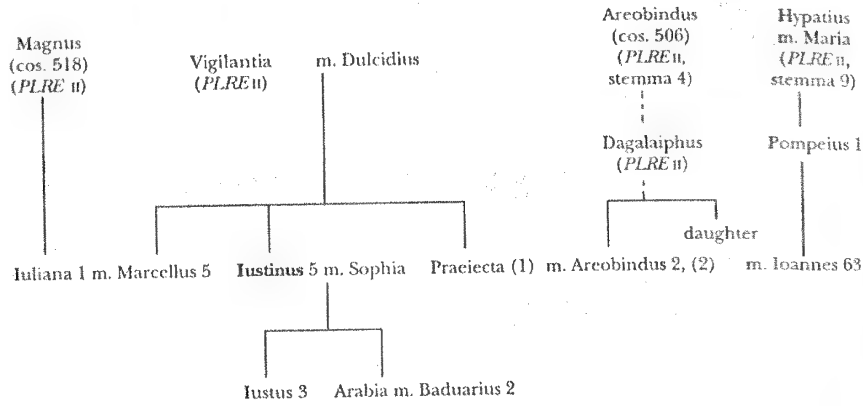 Magnus
(cos. 518)
(PLRE II)
Vigilantia
(PLRE II)
m. Dulcidius
Areobindus
(cos. 506)
(PLRE II,
stemma 4)
Hypatius
m. Maria
(PLRE II,
stemma 9)
Dagalaiphus
(PLRE II)
Pompeius 1
daughter
Iuliana 1 m. Marcellus 5 Iustinus 5 m. Sophia Praeiecta (1) m. Areobindus 2, (2) m. Ioannes 63
Iustus 3 Arabia m. Baduarius 2